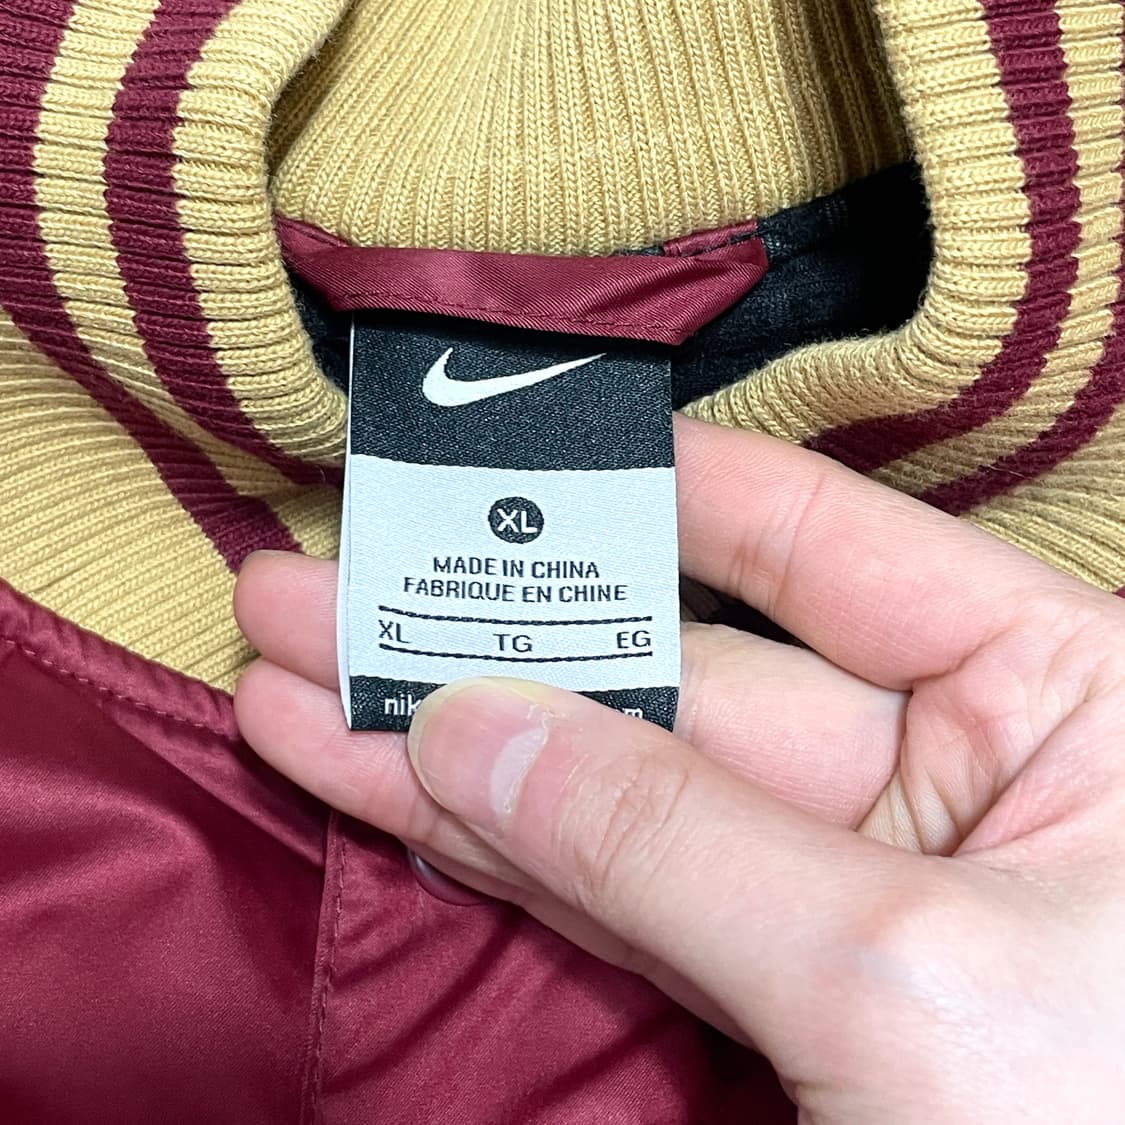 XL
MADE IN CHINA
FABRIQUE EN CHINE
XL TG EG